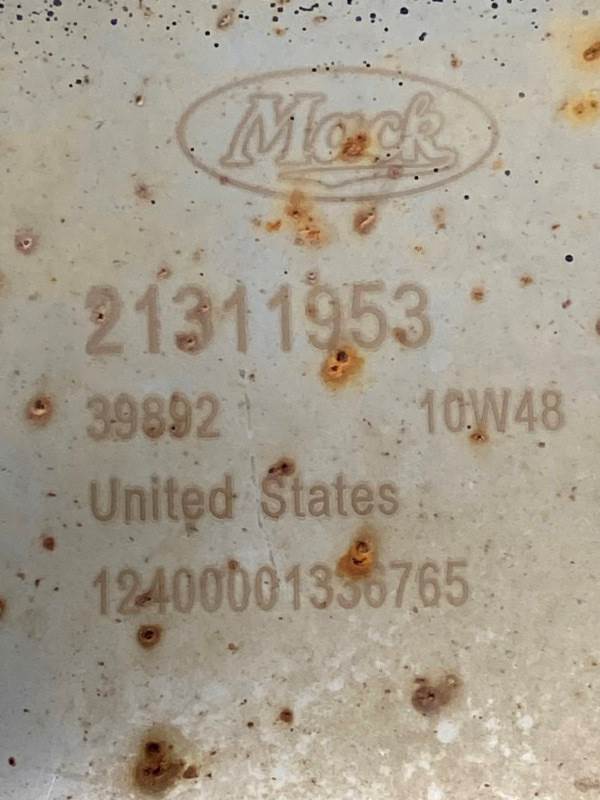 Mack
21311953
39892 10W48
United States
12400001336765